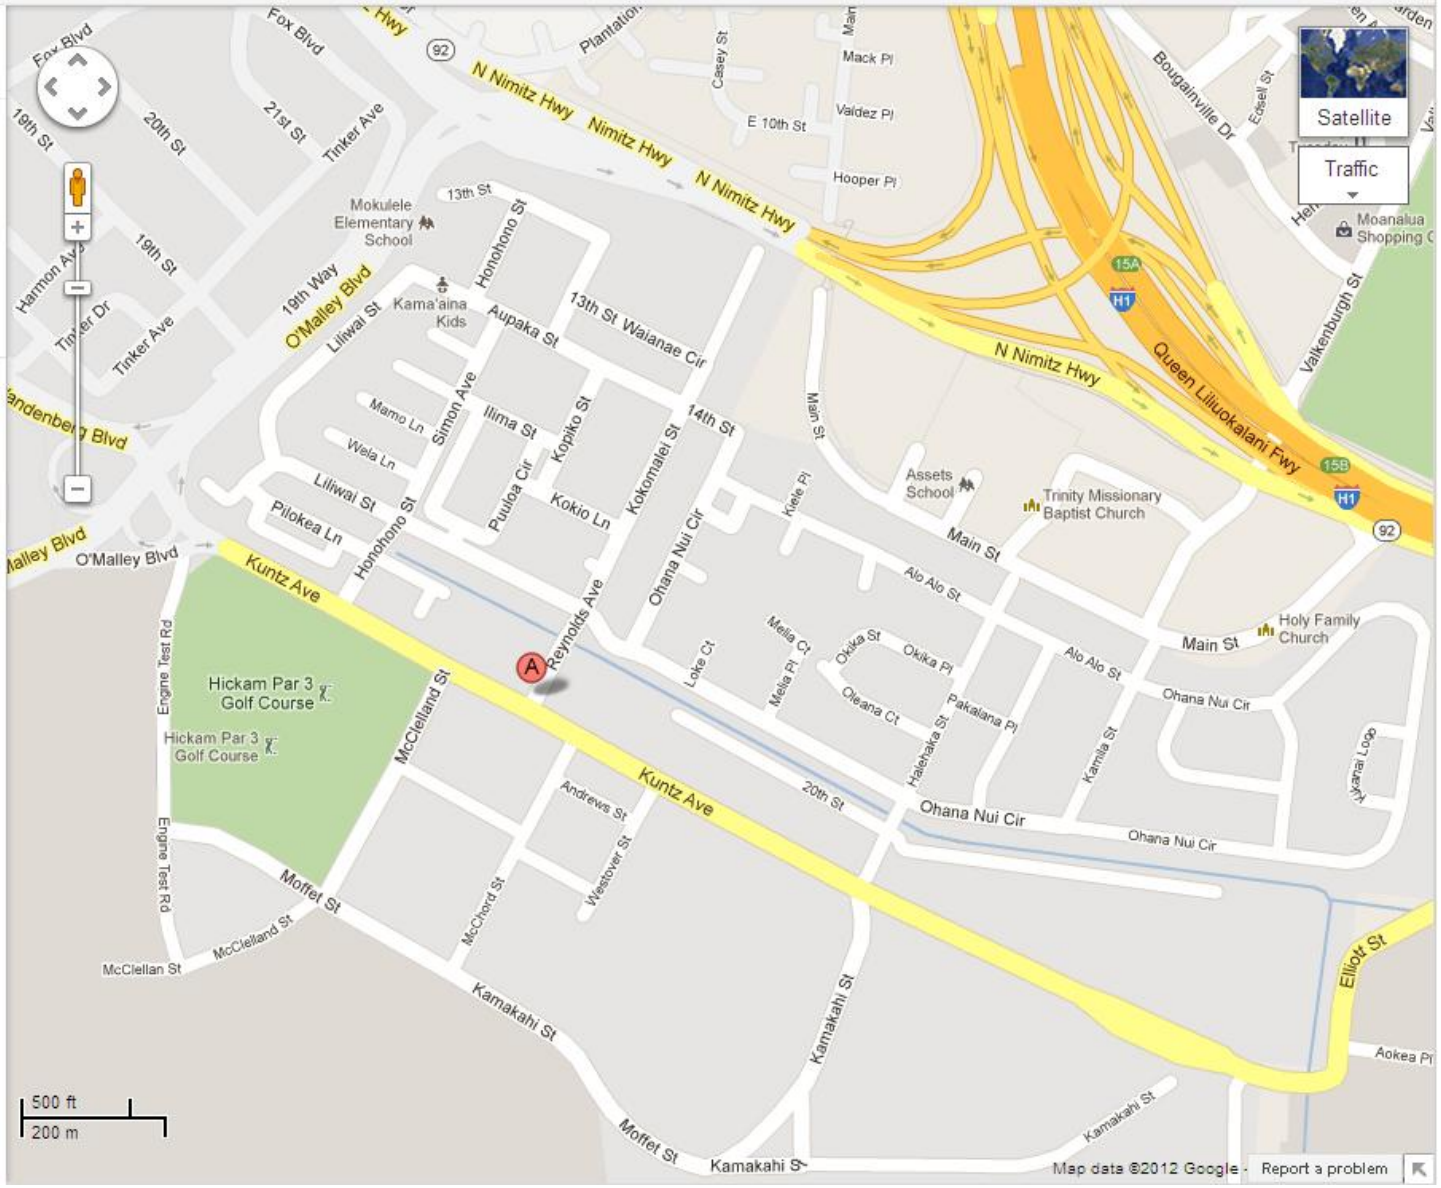 Fox Blvd
Fox Blvd
Hwy
92
Plantation
Casey St
Main
Mack Pl
Bougainville Dr
Edsell St
Satellite
Traffic
19th St
20th St
21st St
Tinker Ave
N Nimitz Hwy
Nimitz Hwy
N Nimitz Hwy
E 10th St
Valdez Pl
Hooper Pl
Moanalua
Shopping C
Mokulele
Elementary
School
13th St
Honohono St
Harmon Ave
19th St
19th Way
O'Malley Blvd
Tinker Dr
Tinker Ave
Liliwai St
Kama'aina
Kids
Aupaka St
13th St
Waianae Cir
15A
H1
N Nimitz Hwy
Queen Liliuokalani Fwy
Valkenburgh St
Vandenberg Blvd
Mamo Ln
Wela Ln
Simon Ave
Ilima St
Kopiko St
14th St
Main St
Kokomalei St
15B
H1
92
Liliwai St
Pilokea Ln
Honohono St
Puuloa Cir
Kokio Ln
Kiele Pl
Assets
School
Trinity Missionary
Baptist Church
Main St
Malley Blvd
O'Malley Blvd
Kuntz Ave
Reynolds Ave
Ohana Nui Cir
Alo Alo St
Holy Family
Church
Main St
Engine Test Rd
Hickam Par 3
Golf Course
Hickam Par 3
Golf Course
McClelland St
A
Loke Ct
Melia Ct
Melia Pl
Okika St
Okika Pl
Oleana Ct
Pakalana Pl
Halehaka St
Alo Alo St
Ohana Nui Cir
Kamila St
Kikanai Loop
Andrews St
Kuntz Ave
20th St
Ohana Nui Cir
Ohana Nui Cir
Engine Test Rd
Moffet St
McClelland St
McClellan St
McChord St
Westover St
Kamakahi St
Kamakahi St
Elliott St
Aokea Pl
500 ft
200 m
Moffet St
Kamakahi St
Kamakahi St
Map data ©2012 Google -
Report a problem